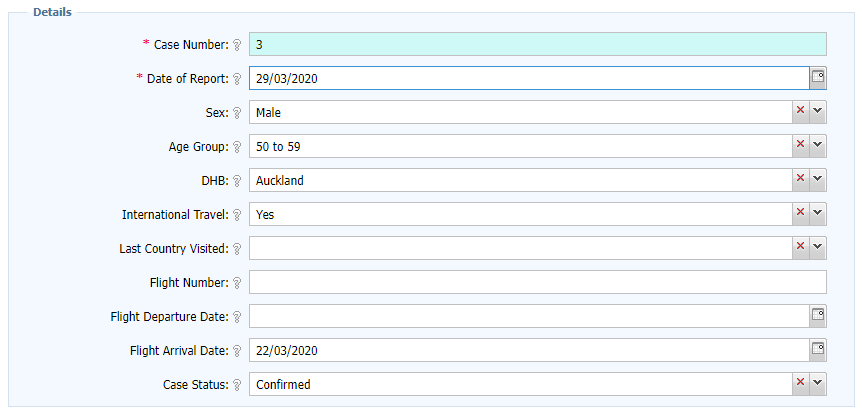 Details
* Case Number: 3
* Date of Report: 29/03/2020
Sex: Male
Age Group: 50 to 59
DHB: Auckland
International Travel: Yes
Last Country Visited:
Flight Number:
Flight Departure Date:
Flight Arrival Date: 22/03/2020
Case Status: Confirmed